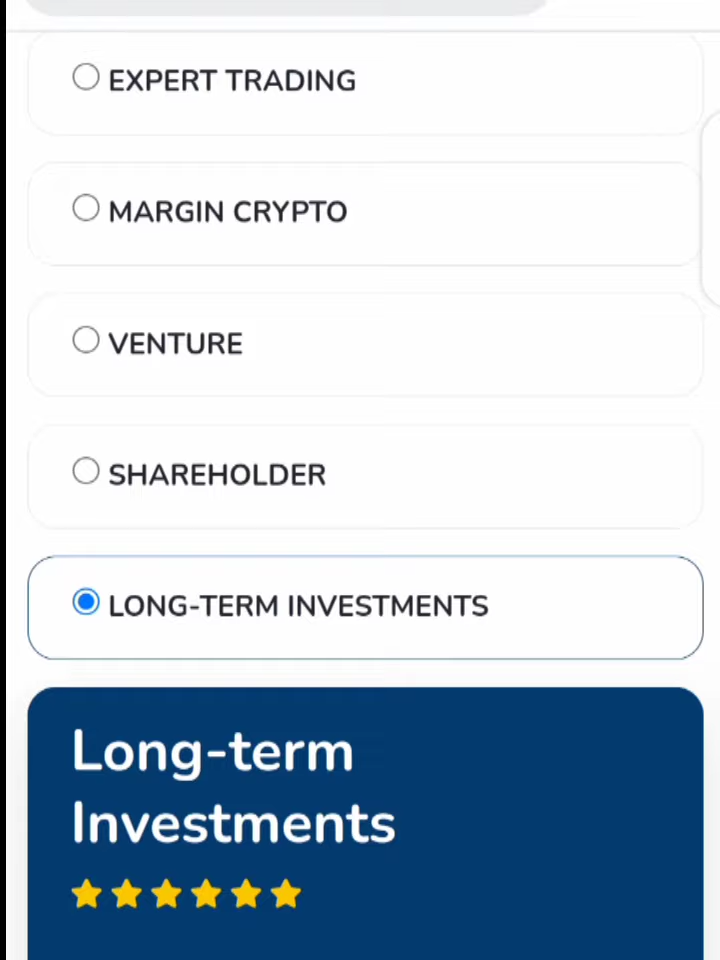 EXPERT TRADING
MARGIN CRYPTO
VENTURE
SHAREHOLDER
LONG-TERM INVESTMENTS
Long-term
Investments